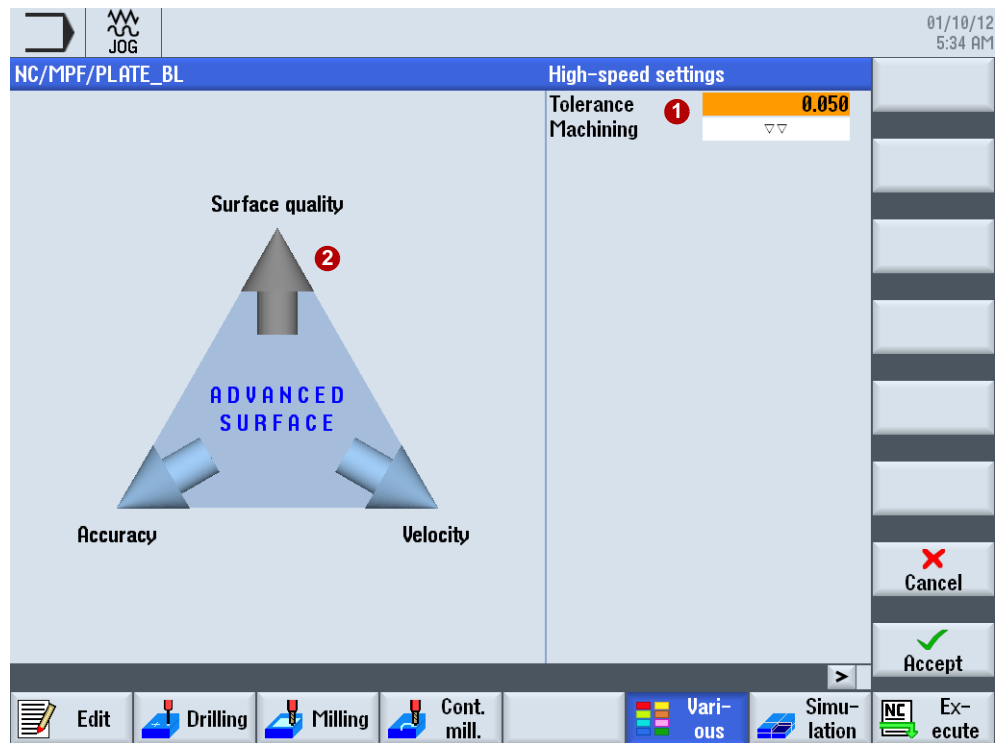 JOG
01/10/12
5:34 AM
NC/MPF/PLATE_BL
High-speed settings
Tolerance
1
0.050
Machining
▽▽
Surface quality
2
ADVANCED
SURFACE
Accuracy
Velocity
Cancel
Accept
>
Edit
Drilling
Milling
Cont.
mill.
Vari-
ous
Simu-
lation
NC
Ex-
ecute